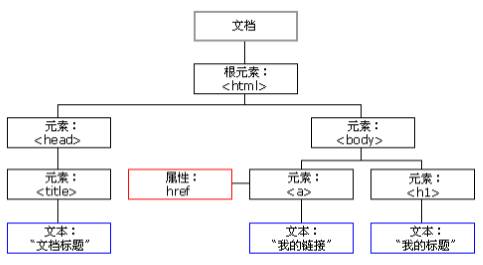 文档
根元素：
<html>
元素：
<head>
元素：
<body>
元素：
<title>
属性：
href
元素：
<a>
元素：
<h1>
文本：
“文档标题”
文本：
“我的链接”
文本：
“我的标题”